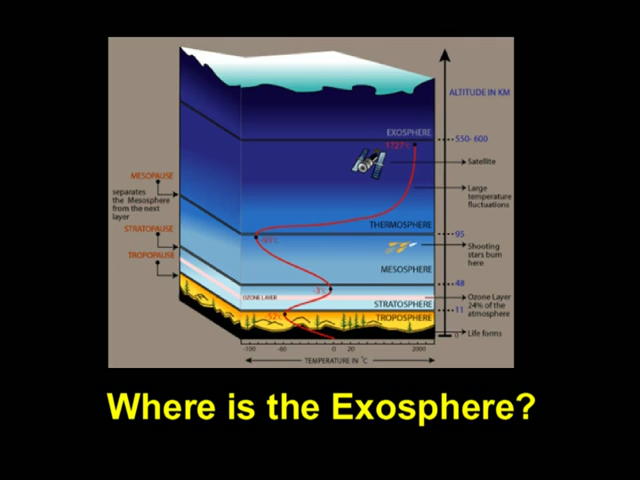 ALTITUDE IN KM
EXOSPHERE
550- 600
1727°C
Satellite
MESOPAUSE
separates
the Mesosphere
from the next
layer
Large
temperature
fluctuations
STRATOPAUSE
THERMOSPHERE
95
Shooting
stars burn
here
TROPOPAUSE
MESOSPHERE
48
-3°C
OZONE LAYER
Ozone Layer
24% of the
atmosphere
STRATOSPHERE
11
-52°C
TROPOSPHERE
0
Life forms
-100 -60 0 20 2000
TEMPERATURE IN °C
Where is the Exosphere?